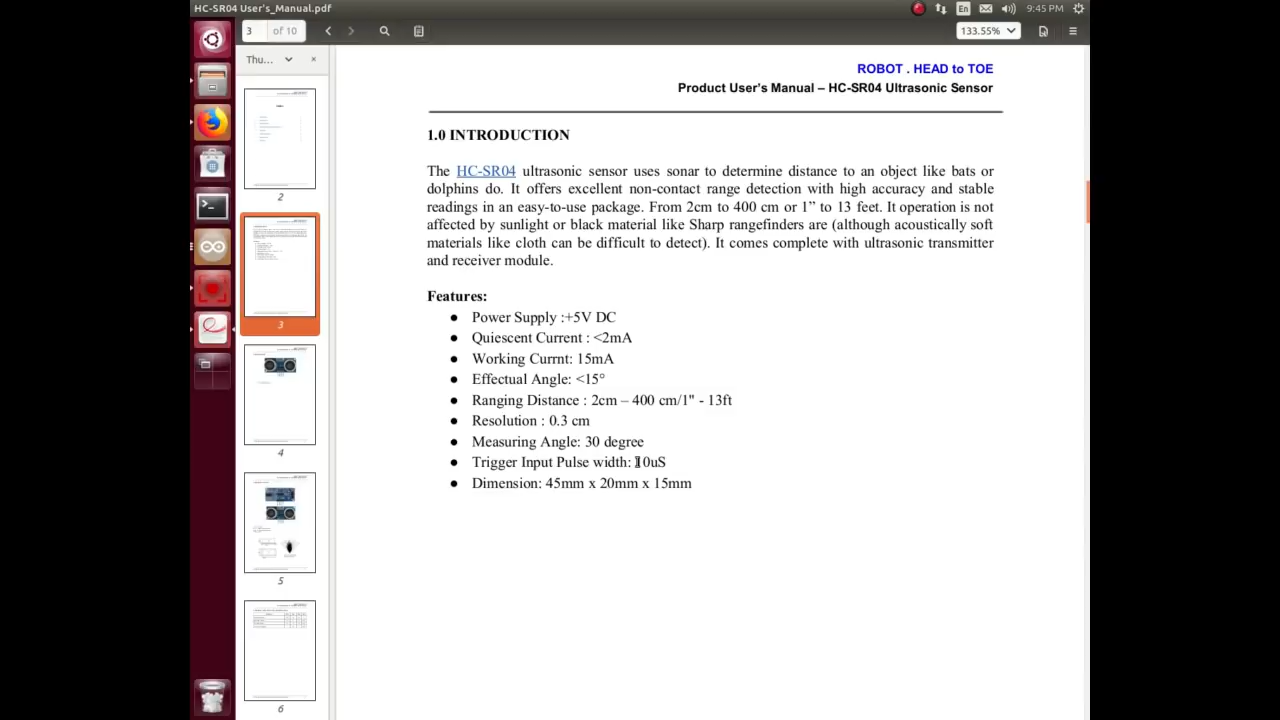 HC-SR04 User's_Manual.pdf
En
9:45 PM
3
of 10
133.55%
Thu...
×
2
3
4
5
6
ROBOT . HEAD to TOE
Product User's Manual – HC-SR04 Ultrasonic Sensor
1.0 INTRODUCTION
The HC-SR04 ultrasonic sensor uses sonar to determine distance to an object like bats or
dolphins do. It offers excellent non-contact range detection with high accuracy and stable
readings in an easy-to-use package. From 2cm to 400 cm or 1” to 13 feet. It operation is not
affected by sunlight or black material like Sharp rangefinders are (although acoustically soft
materials like cloth can be difficult to detect). It comes complete with ultrasonic transmitter
and receiver module.
Features:
● Power Supply :+5V DC
● Quiescent Current : <2mA
● Working Currnt: 15mA
● Effectual Angle: <15°
● Ranging Distance : 2cm – 400 cm/1" - 13ft
● Resolution : 0.3 cm
● Measuring Angle: 30 degree
● Trigger Input Pulse width: 10uS
● Dimension: 45mm x 20mm x 15mm